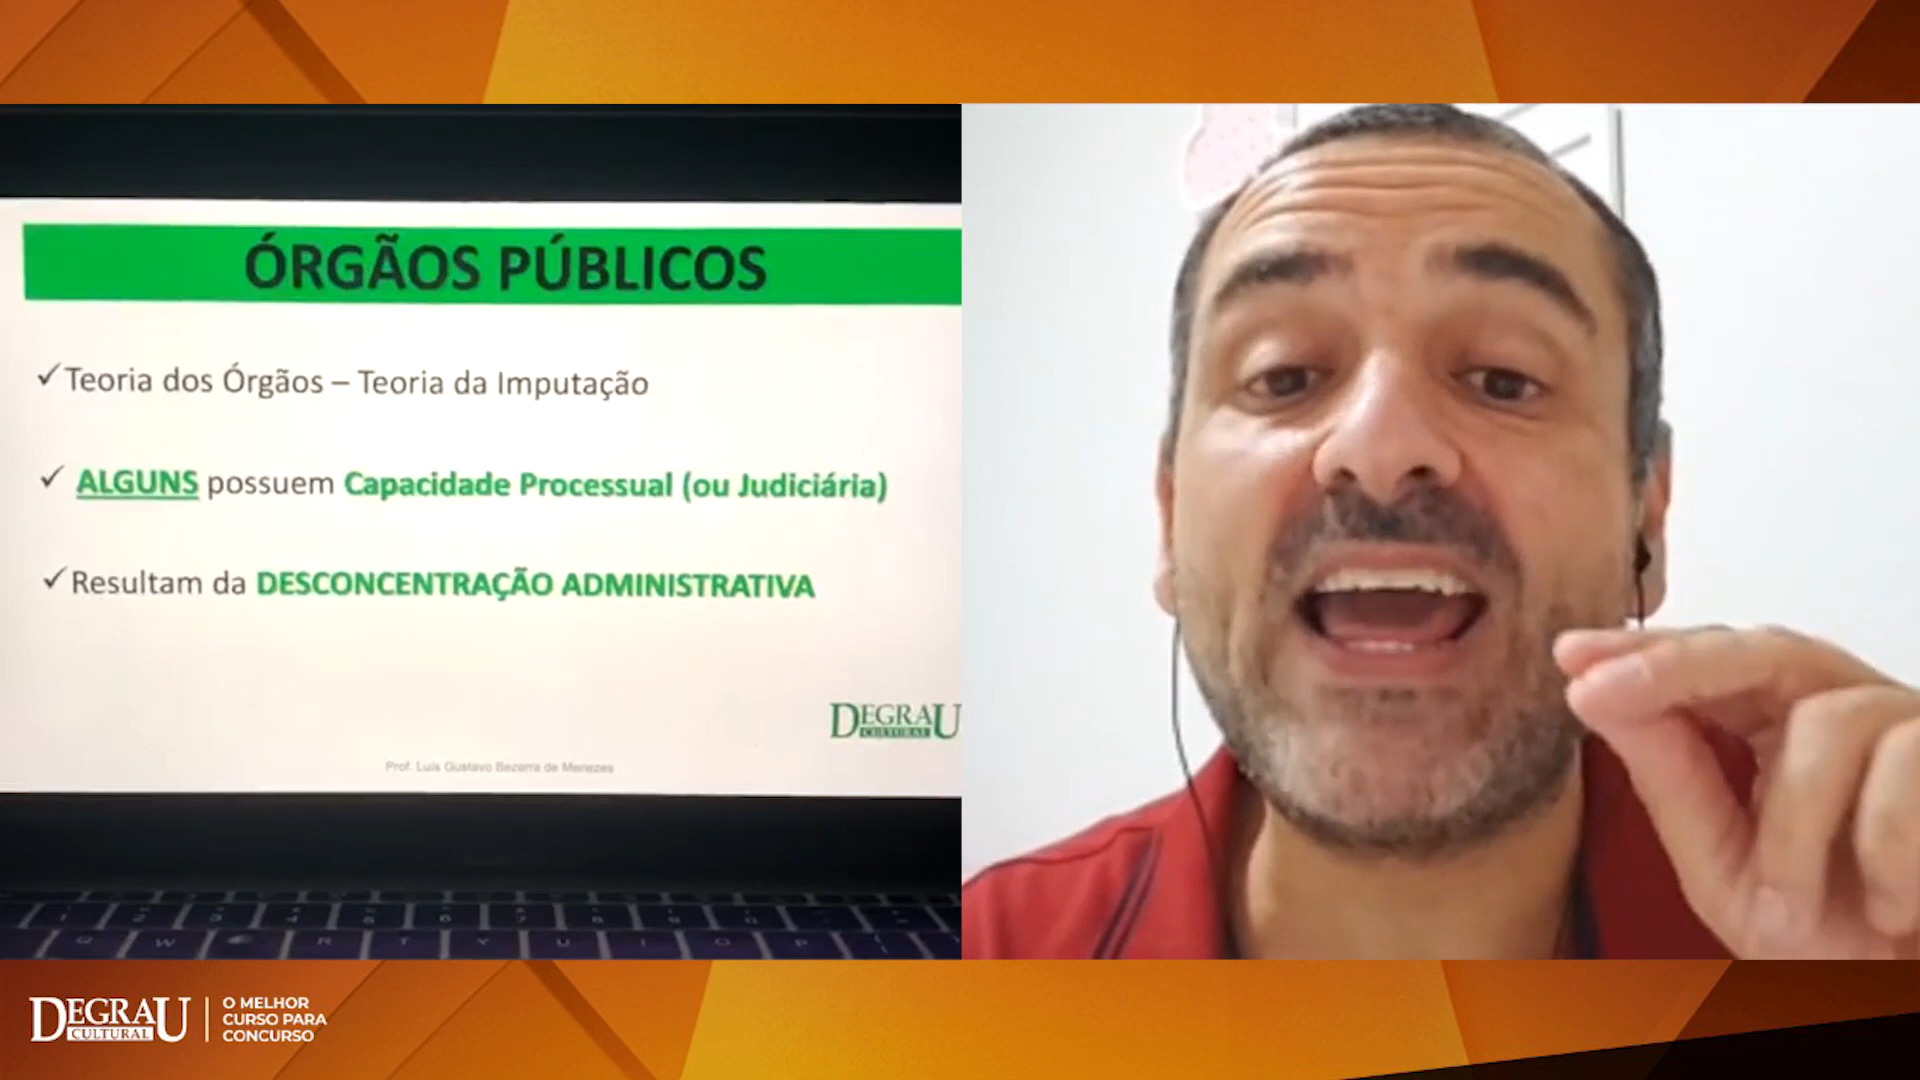 ÓRGÃOS PÚBLICOS
✓Teoria dos Órgãos – Teoria da Imputação
✓ ALGUNS possuem Capacidade Processual (ou Judiciária)
✓Resultam da DESCONCENTRAÇÃO ADMINISTRATIVA
DEGRAU
CULTURAL
Prof. Luis Gustavo Bezerra de Menezes
DEGRAU
CULTURAL
O MELHOR
CURSO PARA
CONCURSO